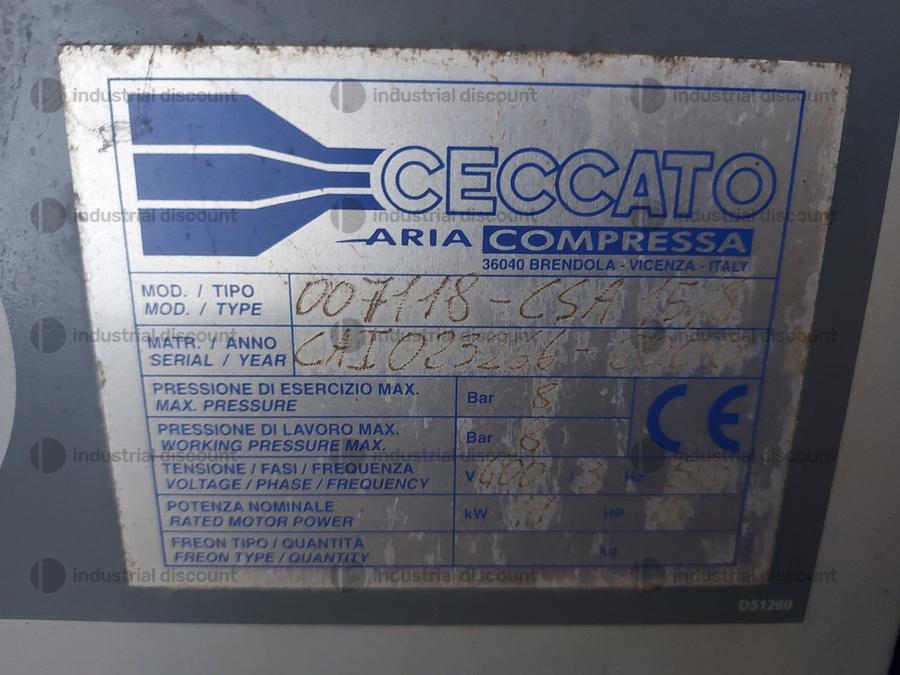 CECCATO
ARIA COMPRESSA
36040 BRENDOLA - VICENZA - ITALY
MOD. / TIPO
MOD. / TYPE
007118 - CSA 15,8
MATR. / ANNO
SERIAL / YEAR
CAI023256 -
PRESSIONE DI ESERCIZIO MAX.
MAX. PRESSURE
Bar 8
CE
PRESSIONE DI LAVORO MAX.
WORKING PRESSURE MAX.
Bar 8
TENSIONE / FASI / FREQUENZA
VOLTAGE / PHASE / FREQUENCY
V 400 / 3 Hz 50
POTENZA NOMINALE
RATED MOTOR POWER
kW HP
FREON TIPO / QUANTITÀ
FREON TYPE / QUANTITY
kg
D51260
industrial discount